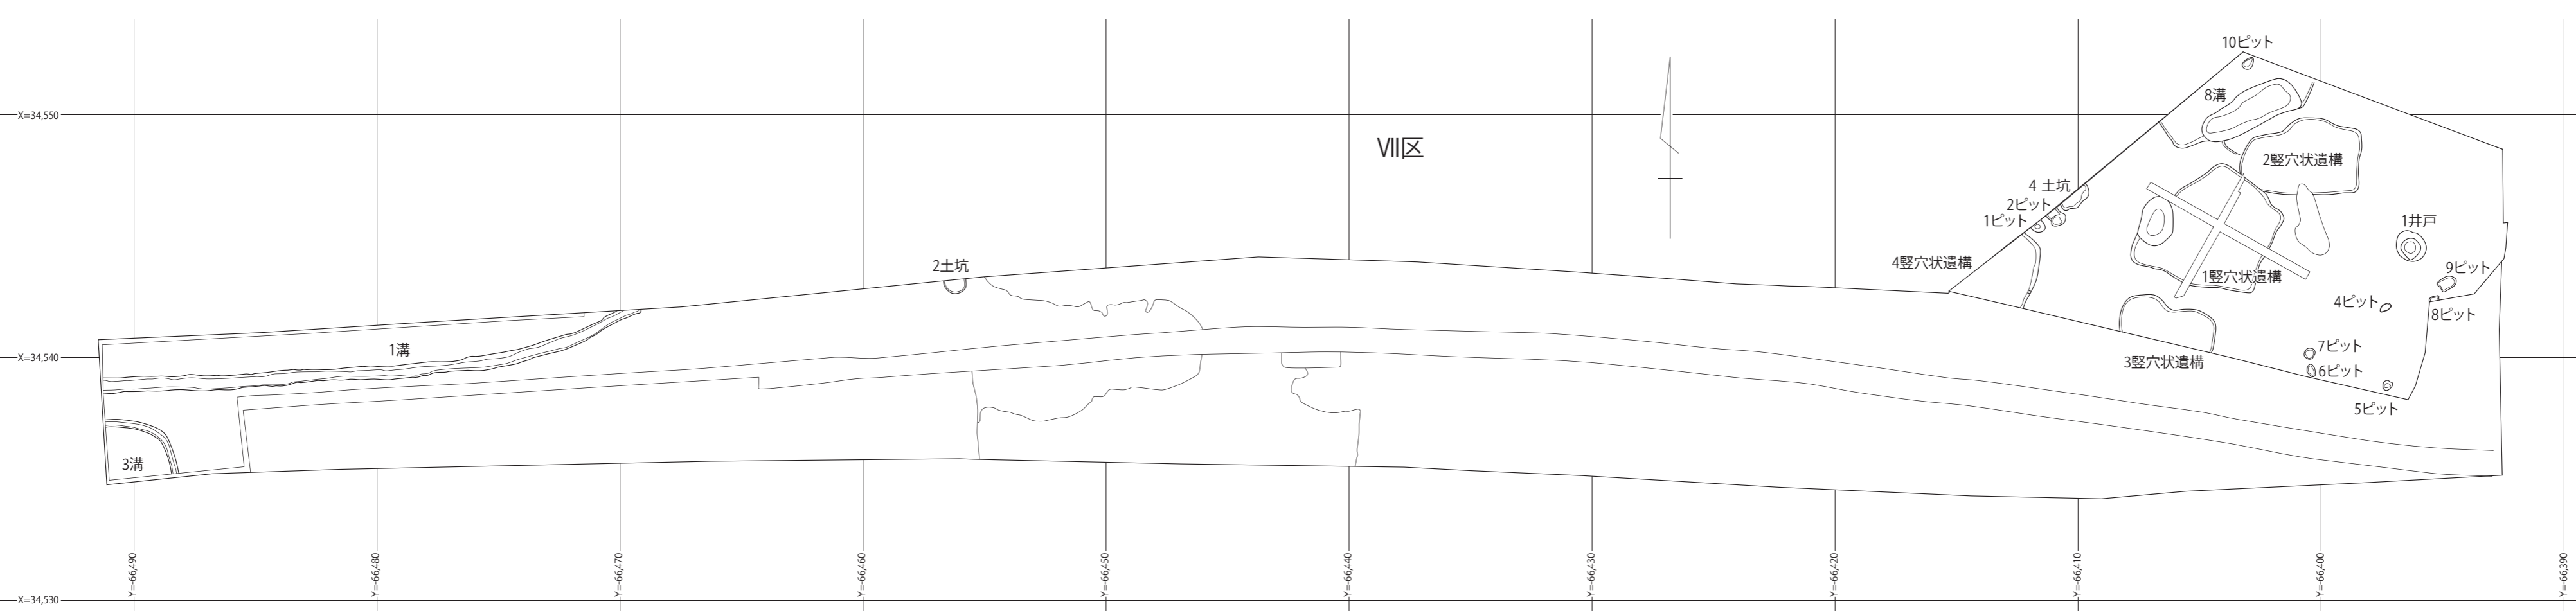 10ピット
8溝
X=34,550
Ⅶ区
2竪穴状遺構
4 土坑
2ピット
1ピット
1井戸
4竪穴状遺構
2土坑
9ピット
1竪穴状遺構
4ピット
8ピット
1溝
7ピット
X=34,540
3竪穴状遺構
6ピット
5ピット
3溝
Y=-66,490
Y=-66,480
Y=-66,470
Y=-66,460
Y=-66,450
Y=-66,440
Y=-66,430
Y=-66,420
Y=-66,410
Y=-66,400
Y=-66,390
X=34,530